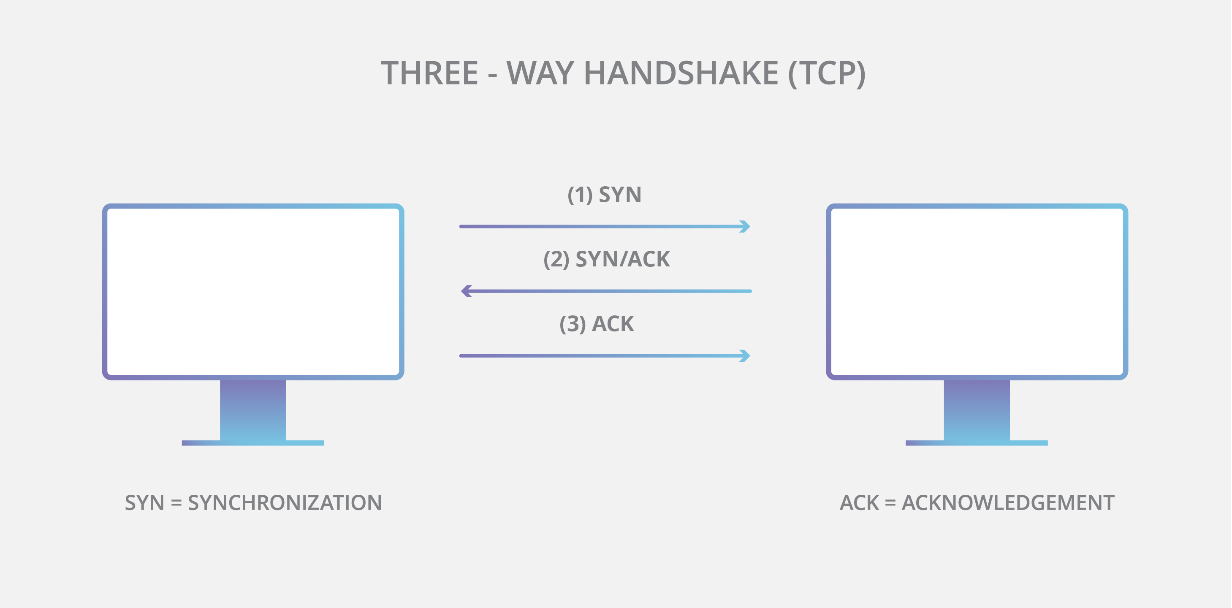 THREE - WAY HANDSHAKE (TCP)
(1) SYN
(2) SYN/ACK
(3) ACK
SYN = SYNCHRONIZATION
ACK = ACKNOWLEDGEMENT